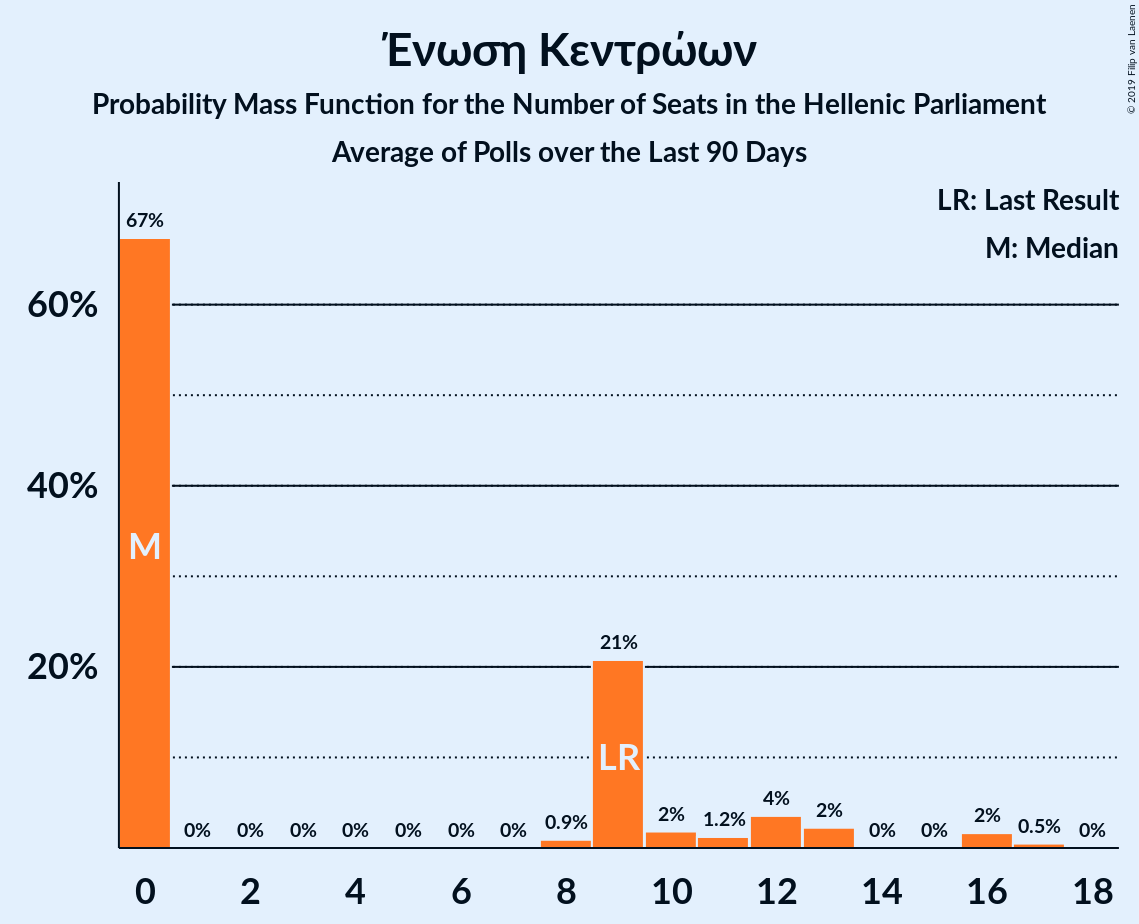 Ένωση Κεντρώων
Probability Mass Function for the Number of Seats in the Hellenic Parliament
Average of Polls over the Last 90 Days
© 2019 Filip van Laenen
LR: Last Result
M: Median
67%
60%
40%
M
20%
21%
LR
0% 0% 0% 0% 0% 0% 0% 0.9% 2% 1.2% 4% 2% 0% 0% 2% 0.5% 0%
0 2 4 6 8 10 12 14 16 18